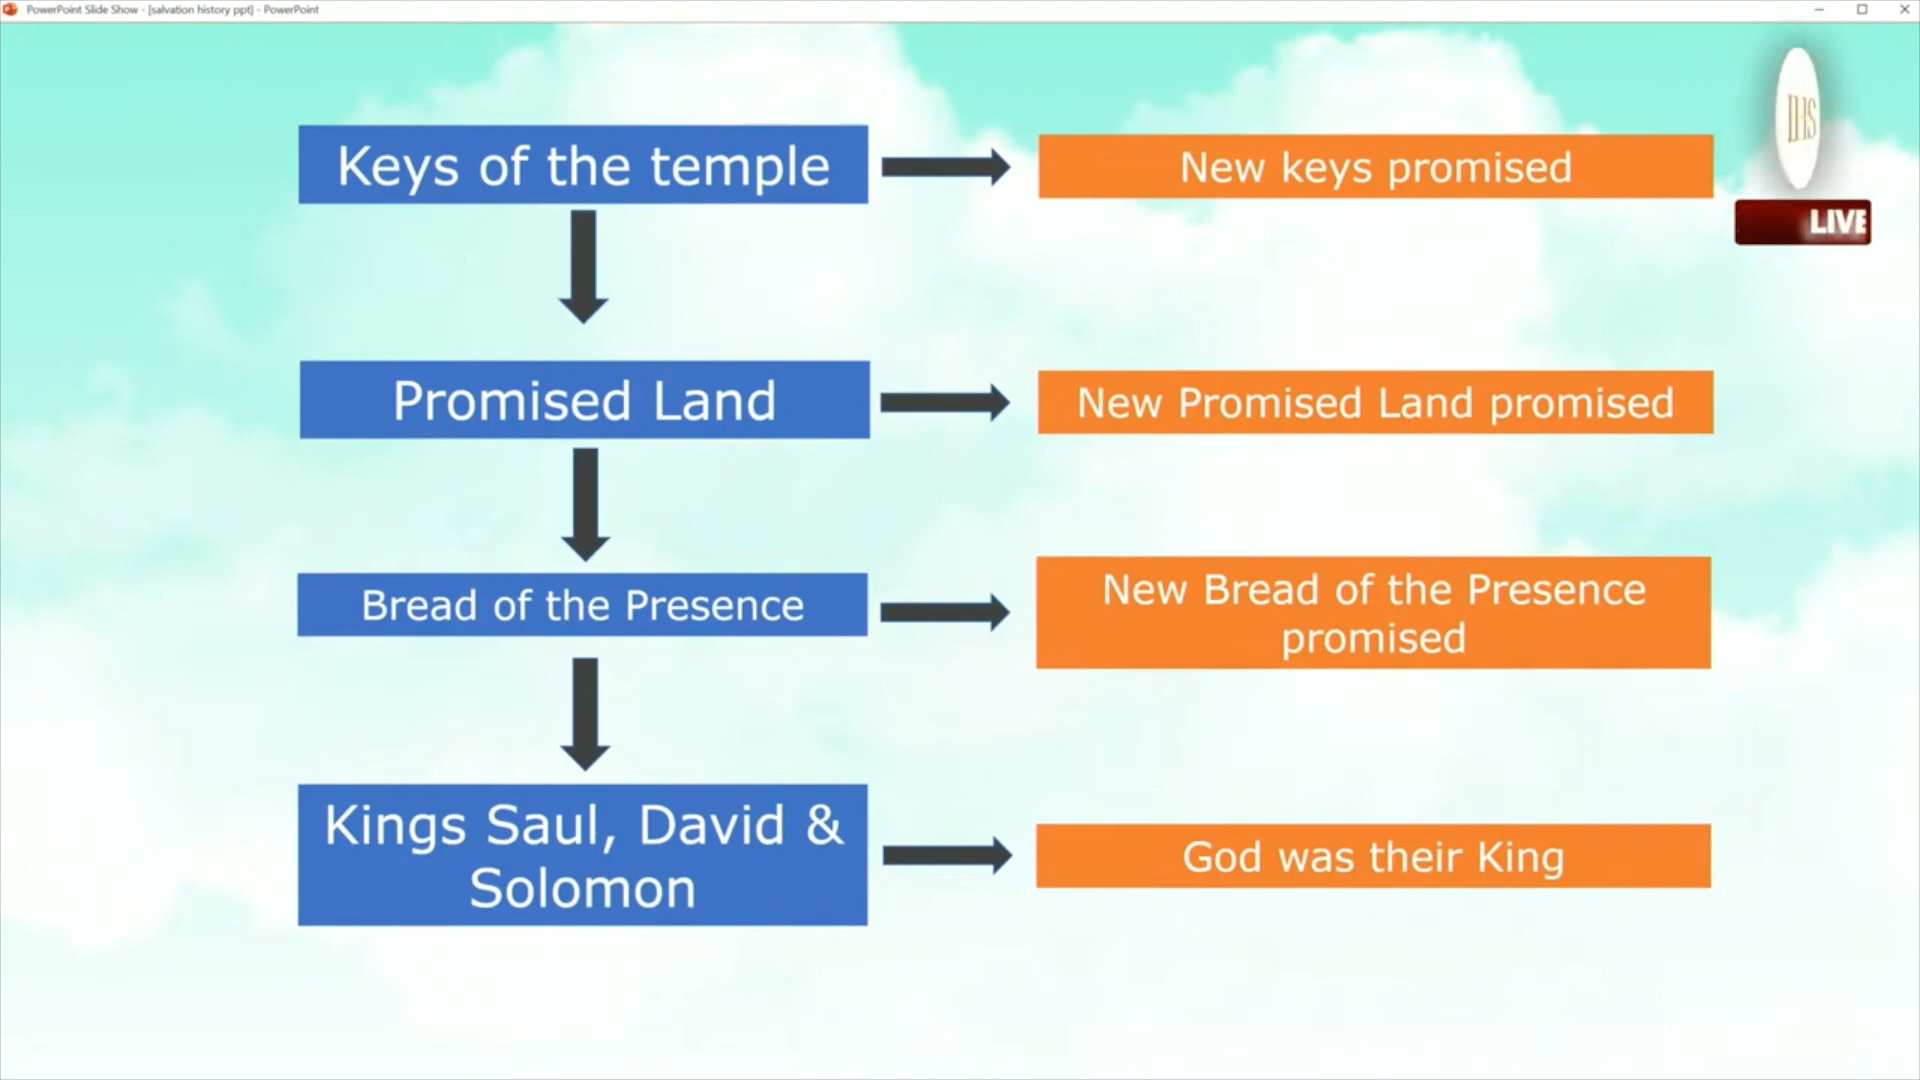 PowerPoint Slide Show - [salvation history ppt] - PowerPoint
IHS
LIVE
Keys of the temple
New keys promised
Promised Land
New Promised Land promised
Bread of the Presence
New Bread of the Presence
promised
Kings Saul, David &
Solomon
God was their King